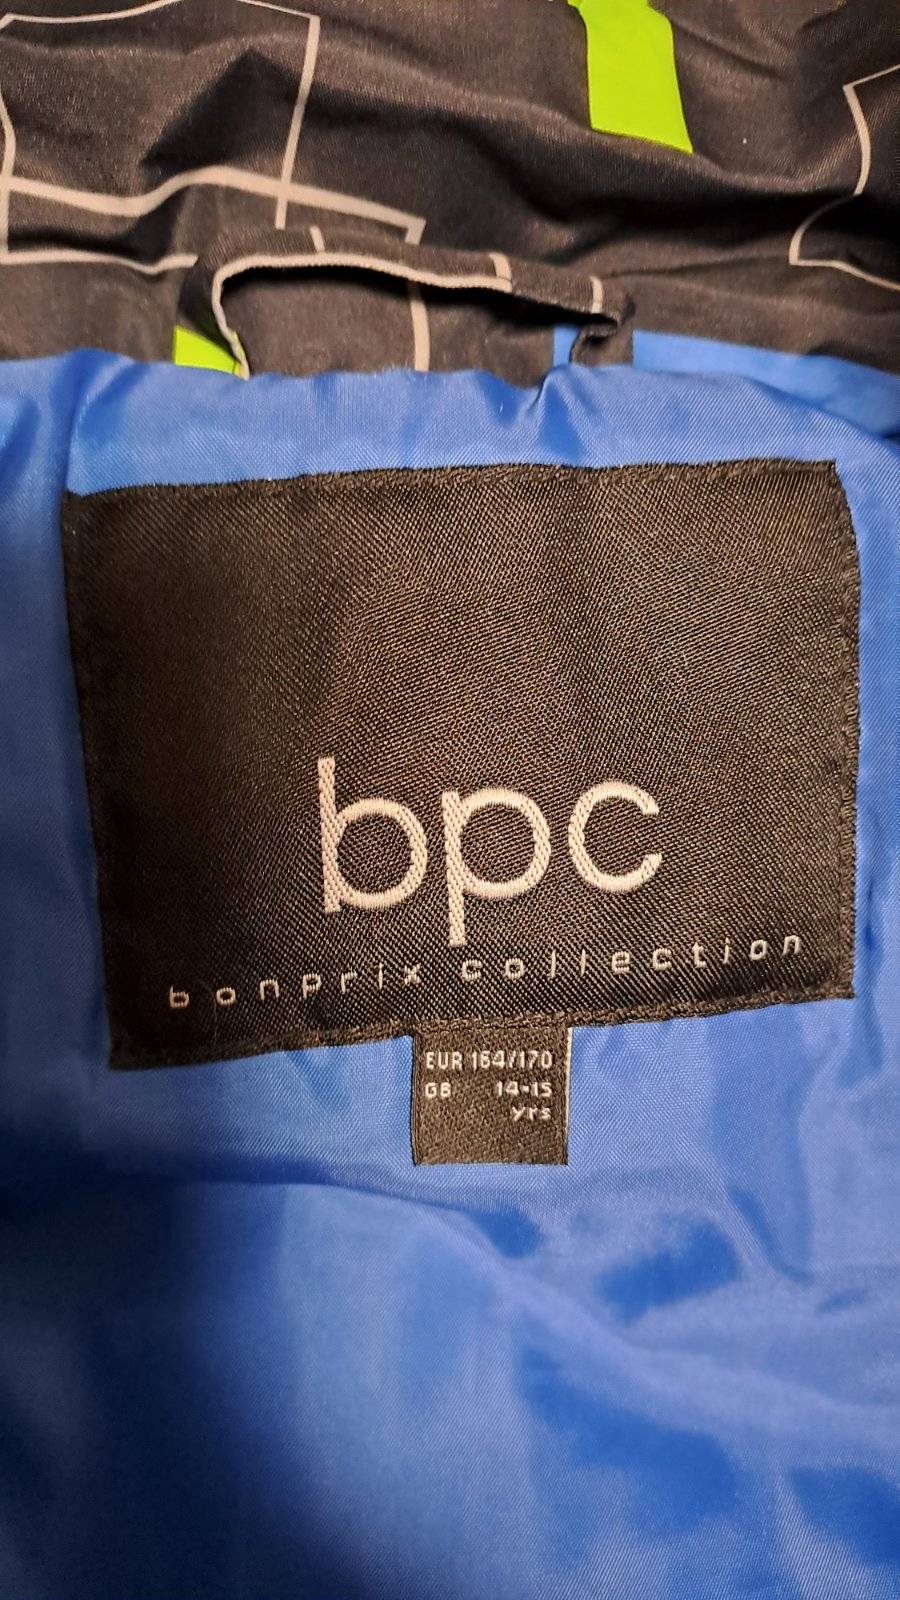 bpc
bonprix collection
EUR 164/170
GB 14-15
yrs